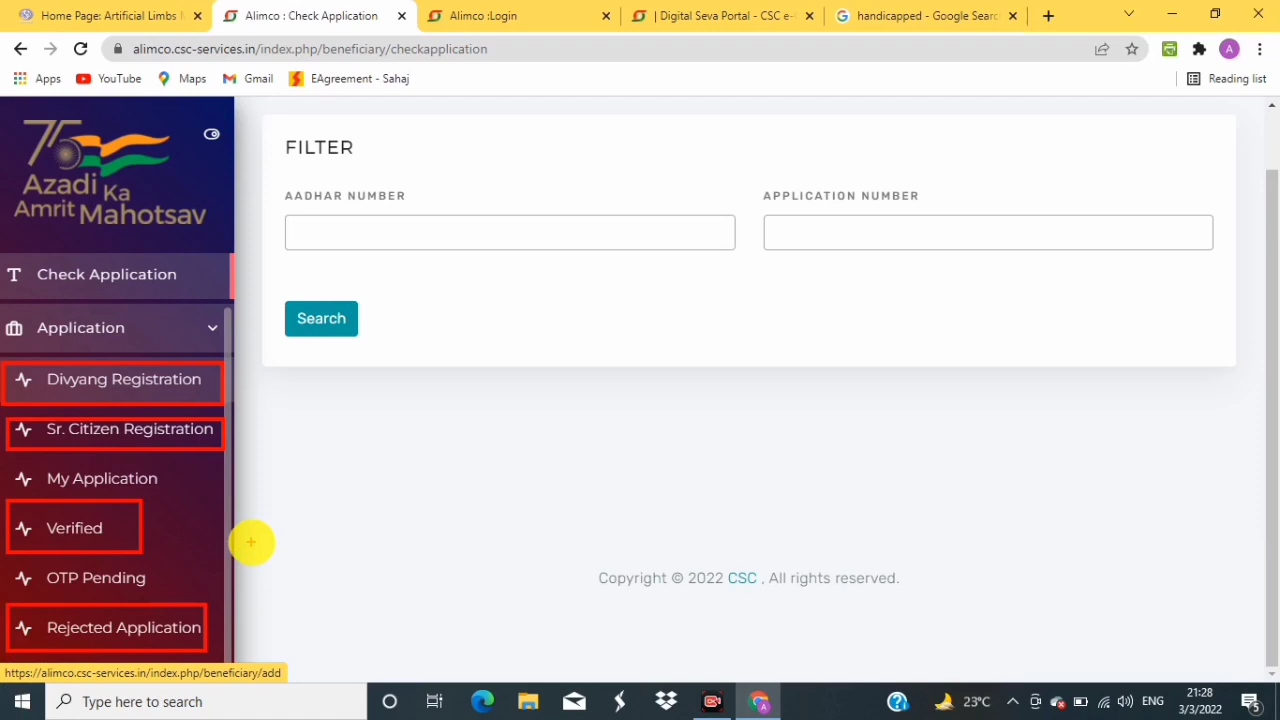 Home Page: Artificial Limbs M
Alimco : Check Application
Alimco :Login
| Digital Seva Portal - CSC e-G
handicapped - Google Search
alimco.csc-services.in/index.php/beneficiary/checkapplication
A
Apps
YouTube
Maps
Gmail
EAgreement - Sahaj
Reading list
75
Azadi Ka
Amrit Mahotsav
Check Application
Application
Divyang Registration
Sr. Citizen Registration
My Application
Verified
OTP Pending
Rejected Application
FILTER
AADHAR NUMBER
APPLICATION NUMBER
Search
Copyright © 2022 CSC , All rights reserved.
https://alimco.csc-services.in/index.php/beneficiary/add
Type here to search
23°C
ENG
21:28
3/3/2022
5